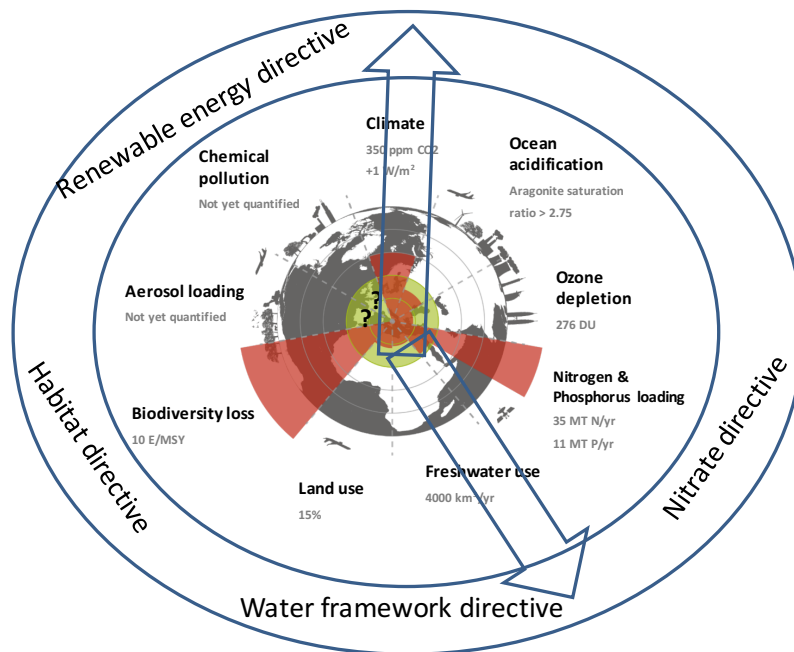 Renewable energy directive
Climate
350 ppm CO2
+1 W/m²
Ocean
acidification
Aragonite saturation
ratio > 2.75
Chemical
pollution
Not yet quantified
Aerosol loading
Not yet quantified
Ozone
depletion
276 DU
?
?
Nitrogen &
Phosphorus loading
35 MT N/yr
11 MT P/yr
Biodiversity loss
10 E/MSY
Land use
15%
Freshwater use
4000 km³/yr
Habitat directive
Nitrate directive
Water framework directive